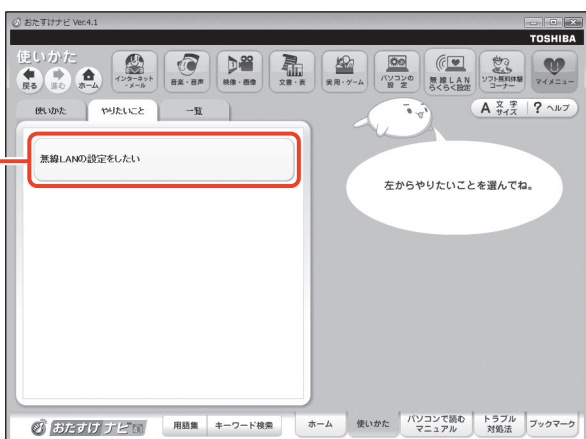 おたすけナビ Ver.4.1
TOSHIBA
使いかた
戻る
進む
ホーム
インターネット
・メール
音楽・音声
映像・画像
文書・表
実用・ゲーム
パソコンの
設 定
無 線 L A N
らくらく設定
ソフト無料体験
コーナー
マイメニュー
使いかた
やりたいこと
一覧
A 文 字
サイズ
? ヘルプ
無線LANの設定をしたい
左からやりたいことを選んでね。
おたすけ ナビ
用語集
キーワード検索
ホーム
使いかた
パソコンで読む
マニュアル
トラブル
対処法
ブックマーク